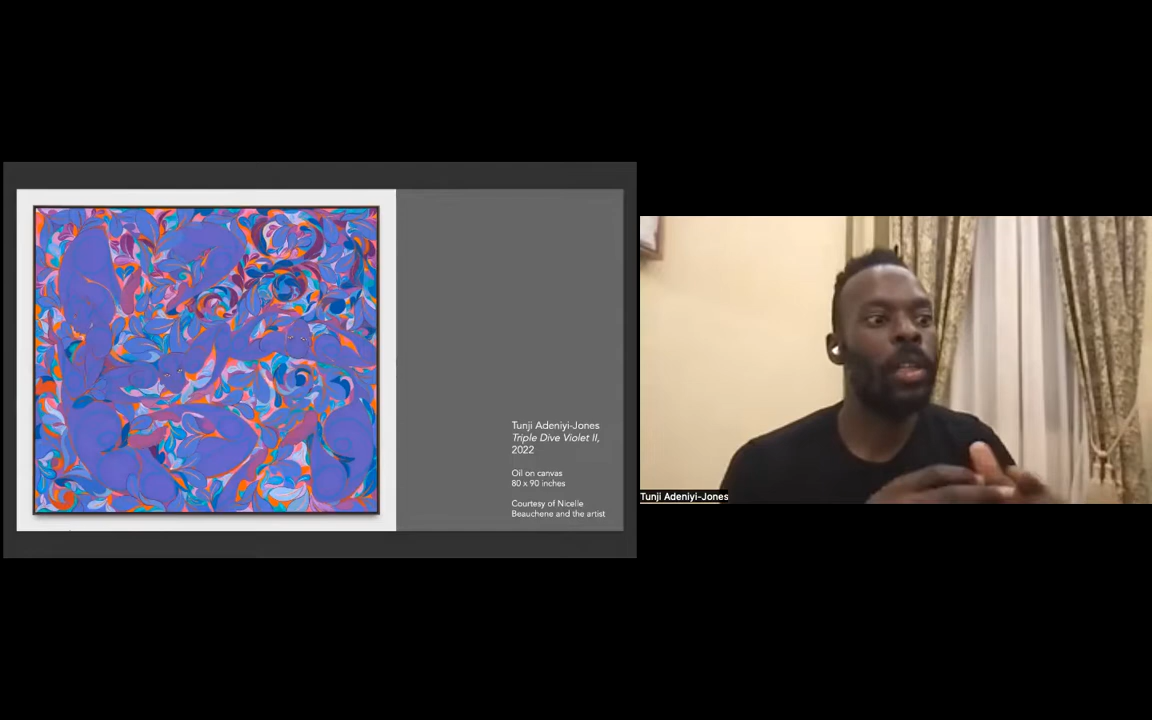 Tunji Adeniyi-Jones
Triple Dive Violet II,
2022
Oil on canvas
80 x 90 inches
Courtesy of Nicelle
Beauchene and the artist
Tunji Adeniyi-Jones